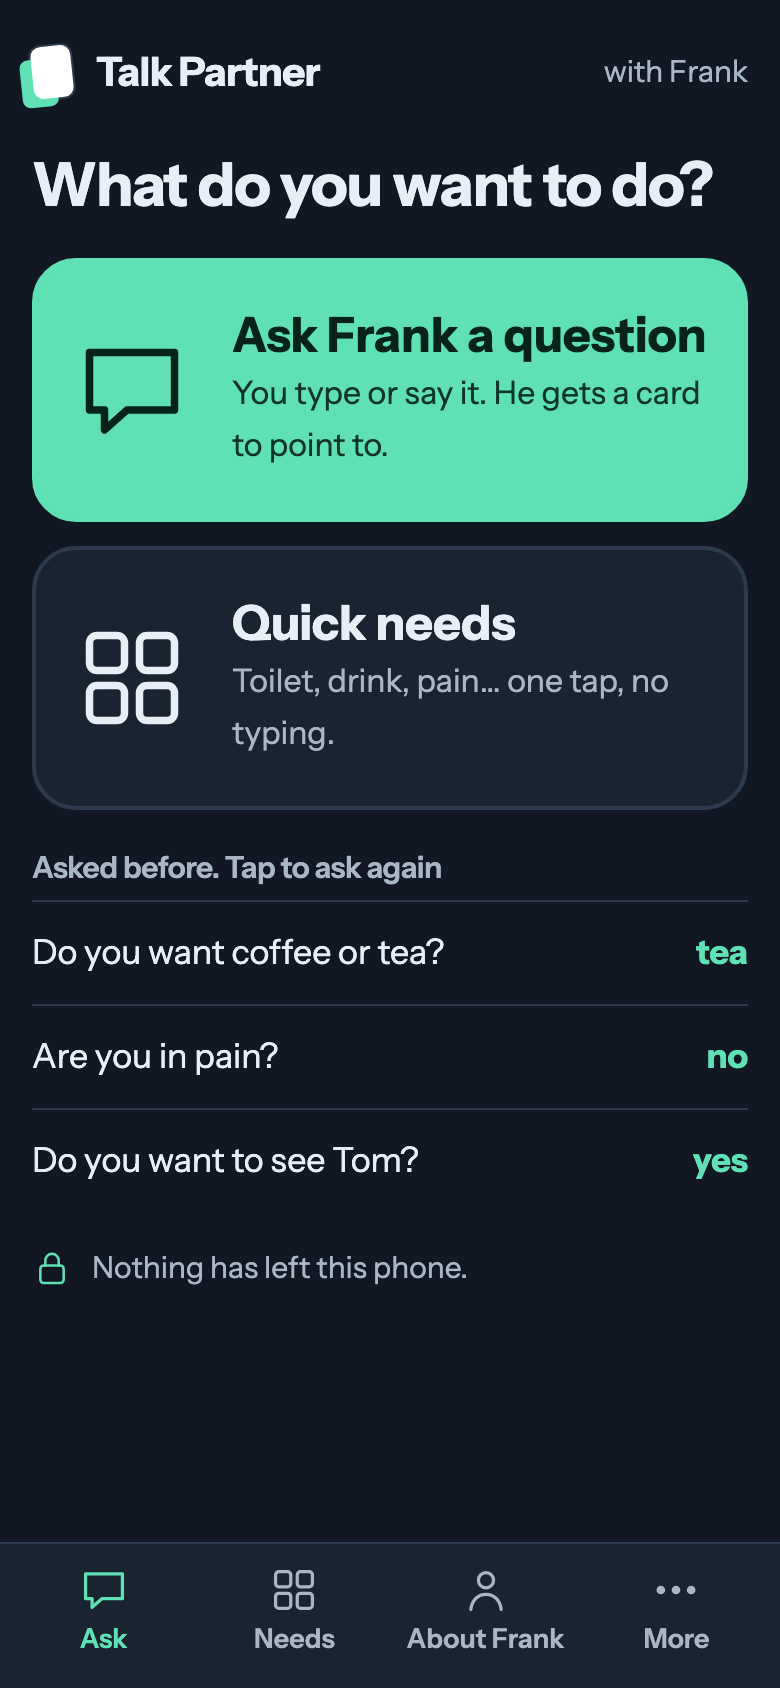 Talk Partner
with Frank
What do you want to do?
Ask Frank a question
You type or say it. He gets a card
to point to.
Quick needs
Toilet, drink, pain... one tap, no
typing.
Asked before. Tap to ask again
Do you want coffee or tea? tea
Are you in pain? no
Do you want to see Tom? yes
Nothing has left this phone.
Ask Needs About Frank More